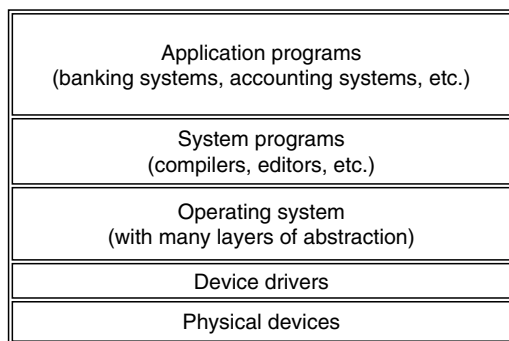 Application programs
(banking systems, accounting systems, etc.)
System programs
(compilers, editors, etc.)
Operating system
(with many layers of abstraction)
Device drivers
Physical devices